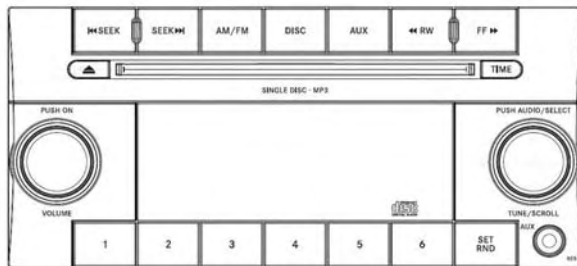 SEEK SEEK AM/FM DISC AUX RW FF
TIME
SINGLE DISC - MP3
PUSH ON
PUSH AUDIO/SELECT
VOLUME
TUNE/SCROLL
1 2 3 4 5 6 SET RND
AUX